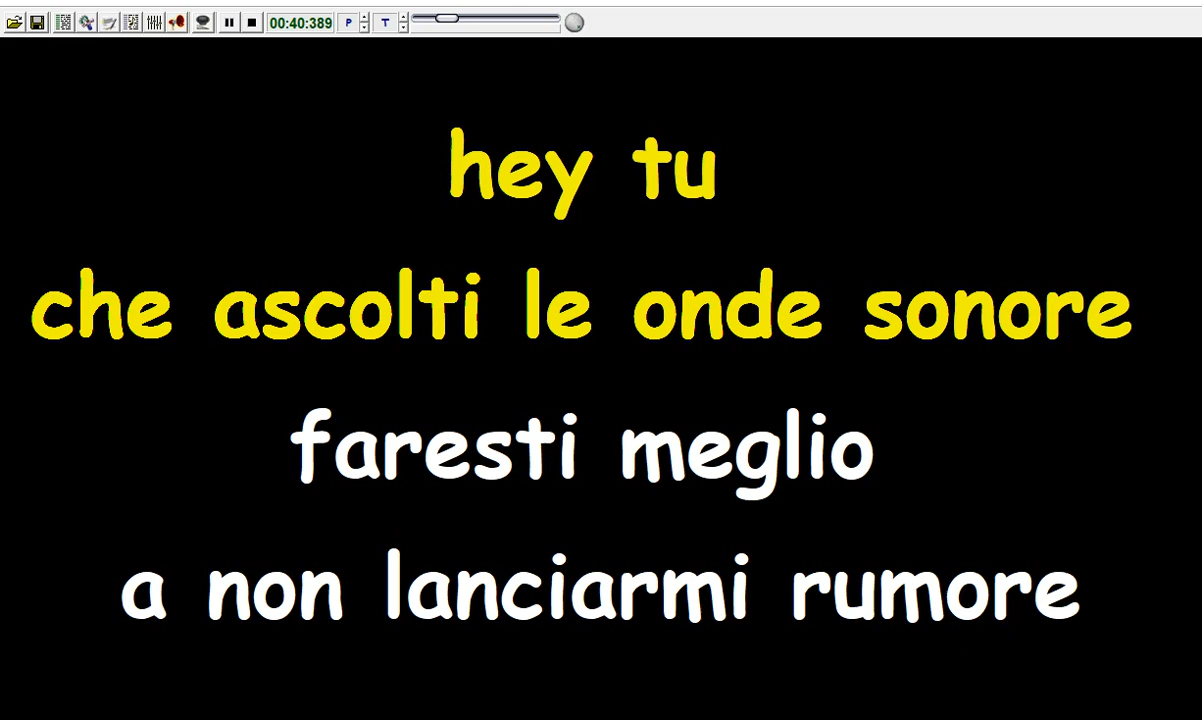 00:40:389 P T
hey tu
che ascolti le onde sonore
faresti meglio
a non lanciarmi rumore